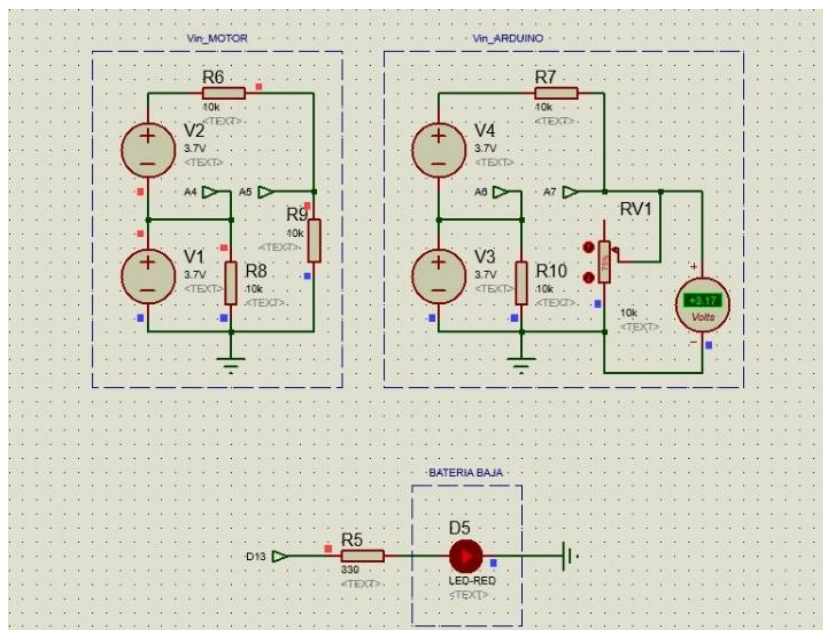 Vin_MOTOR
R6
10k
<TEXT>
V2
3.7V
<TEXT>
A4
A5
R9
10k
<TEXT>
V1
3.7V
<TEXT>
R8
10k
<TEXT>
Vin_ARDUINO
R7
10k
<TEXT>
V4
3.7V
<TEXT>
A6
A7
RV1
75%
10k
<TEXT>
V3
3.7V
<TEXT>
R10
10k
<TEXT>
+3.17
Volts
BATERIA BAJA
D13
R5
330
<TEXT>
D5
LED-RED
<TEXT>